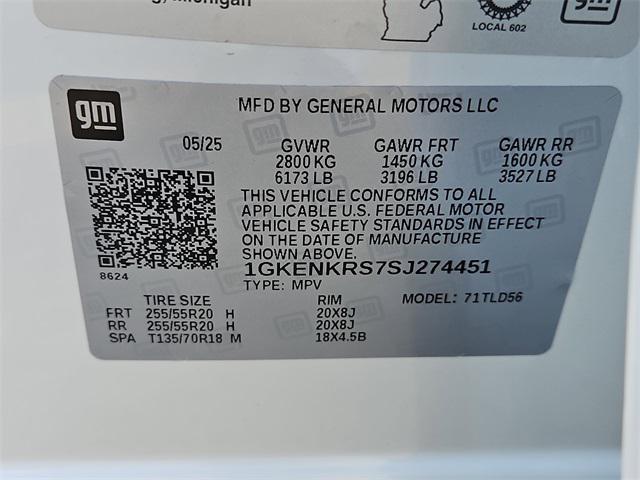 Michigan
LOCAL 602
gm
gm
MFD BY GENERAL MOTORS LLC
05/25 GVWR GAWR FRT GAWR RR
2800 KG 1450 KG 1600 KG
6173 LB 3196 LB 3527 LB
THIS VEHICLE CONFORMS TO ALL
APPLICABLE U.S. FEDERAL MOTOR
VEHICLE SAFETY STANDARDS IN EFFECT
ON THE DATE OF MANUFACTURE
SHOWN ABOVE.
8624
1GKENKRS7SJ274451
TYPE: MPV
TIRE SIZE RIM MODEL: 71TLD56
FRT 255/55R20 H 20X8J
RR 255/55R20 H 20X8J
SPA T135/70R18 M 18X4.5B